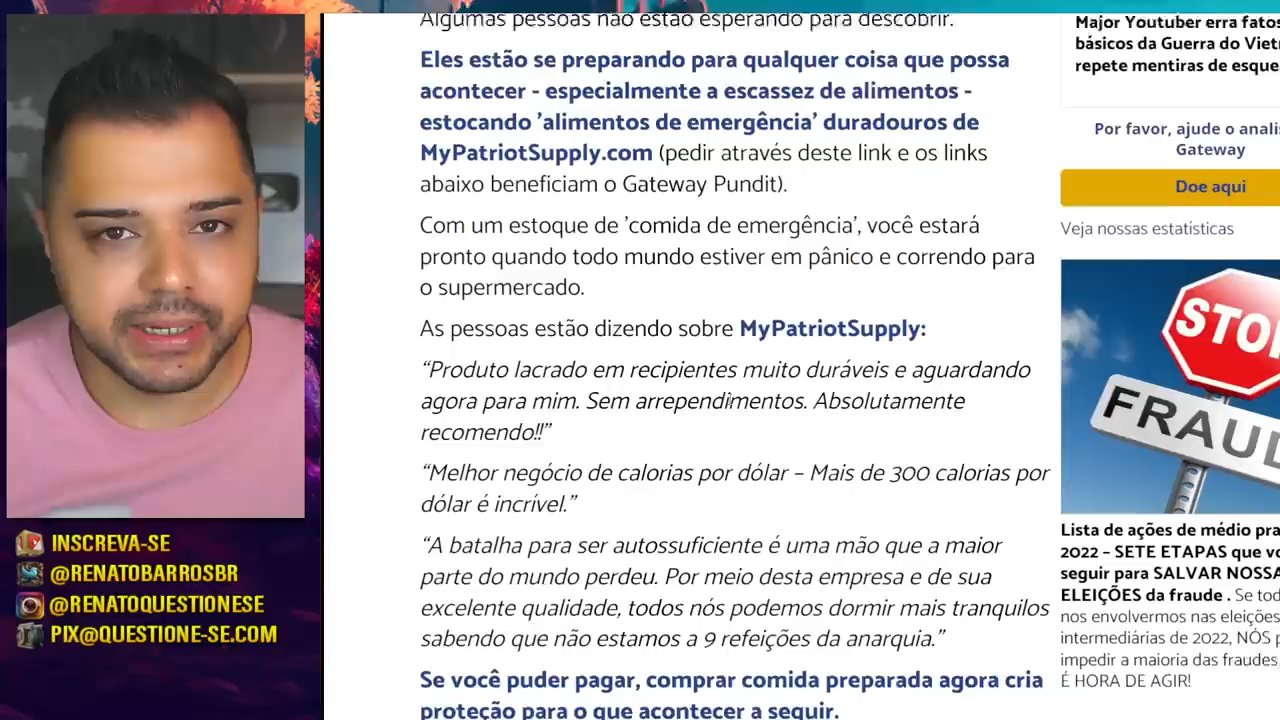 Algumas pessoas não estão esperando para descobrir.
Eles estão se preparando para qualquer coisa que possa
acontecer - especialmente a escassez de alimentos -
estocando 'alimentos de emergência' duradouros de
MyPatriotSupply.com (pedir através deste link e os links
abaixo beneficiam o Gateway Pundit).
Com um estoque de 'comida de emergência', você estará
pronto quando todo mundo estiver em pânico e correndo para
o supermercado.
As pessoas estão dizendo sobre MyPatriotSupply:
“Produto lacrado em recipientes muito duráveis e aguardando
agora para mim. Sem arrependimentos. Absolutamente
recomendo!!”
“Melhor negócio de calorias por dólar – Mais de 300 calorias por
dólar é incrível.”
“A batalha para ser autossuficiente é uma mão que a maior
parte do mundo perdeu. Por meio desta empresa e de sua
excelente qualidade, todos nós podemos dormir mais tranquilos
sabendo que não estamos a 9 refeições da anarquia.”
Se você puder pagar, comprar comida preparada agora cria
proteção para o que acontecer a seguir.
Major Youtuber erra fatos
básicos da Guerra do Viet
repete mentiras de esque
Por favor, ajude o anali
Gateway
Doe aqui
Veja nossas estatísticas
STO
FRAUD
Lista de ações de médio pra
2022 – SETE ETAPAS que vo
seguir para SALVAR NOSSA
ELEIÇÕES da fraude . Se tod
nos envolvermos nas eleições
intermediárias de 2022, NÓS p
impedir a maioria das fraudes
É HORA DE AGIR!
INSCREVA-SE
@RENATOBARROSBR
@RENATOQUESTIONESE
PIX@QUESTIONE-SE.COM